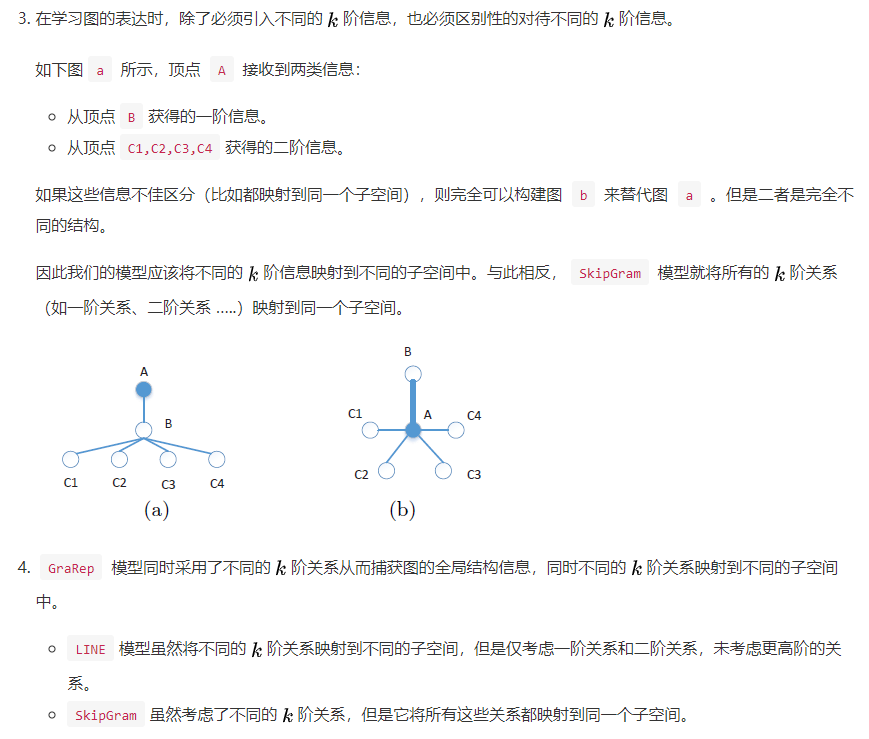 3. 在学习图的表达时，除了必须引入不同的 k 阶信息，也必须区别性的对待不同的 k 阶信息。
如下图 a 所示，顶点 A 接收到两类信息：
从顶点 B 获得的一阶信息。
从顶点 C1,C2,C3,C4 获得的二阶信息。
如果这些信息不佳区分（比如都映射到同一个子空间），则完全可以构建图 b 来替代图 a 。但是二者是完全不
同的结构。
因此我们的模型应该将不同的 k 阶信息映射到不同的子空间中。与此相反， SkipGram 模型就将所有的 k 阶关系
（如一阶关系、二阶关系 .....）映射到同一个子空间。
A
B
C1 C2 C3 C4
(a)
B
C1 A C4
C2 C3
(b)
4. GraRep 模型同时采用了不同的 k 阶关系从而捕获图的全局结构信息，同时不同的 k 阶关系映射到不同的子空间
中。
LINE 模型虽然将不同的 k 阶关系映射到不同的子空间，但是仅考虑一阶关系和二阶关系，未考虑更高阶的关
系。
SkipGram 虽然考虑了不同的 k 阶关系，但是它将所有这些关系都映射到同一个子空间。